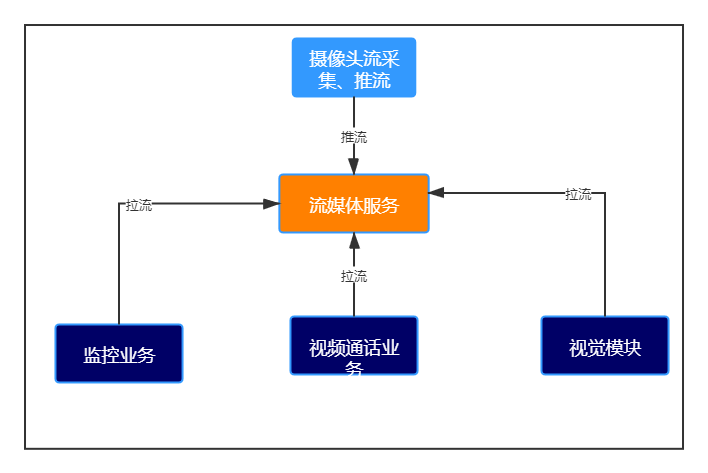 摄像头流采
集、推流
推流
拉流
拉流
流媒体服务
拉流
监控业务
视频通话业
务
视觉模块